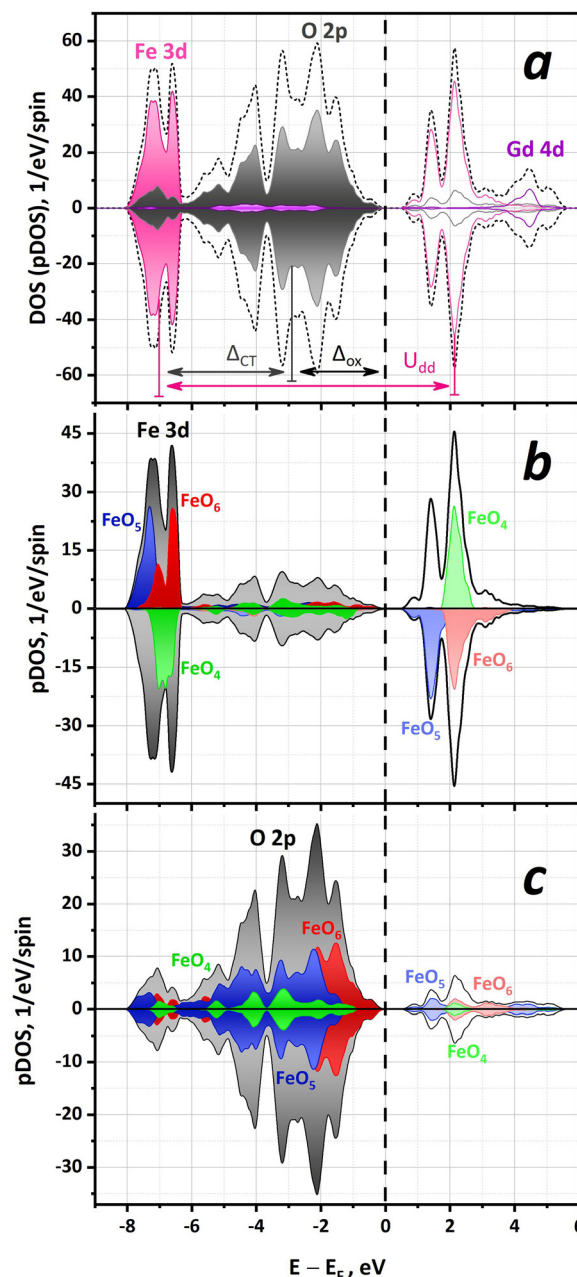 O 2p
60
Fe 3d
a
40
20
Gd 4d
0
-20
-40
-60
ΔCT
Δox
Udd
DOS (pDOS), 1/eV/spin
45
Fe 3d
b
30
FeO5
FeO6
FeO4
15
0
-15
FeO4
FeO6
FeO5
-30
-45
pDOS, 1/eV/spin
30
O 2p
c
20
FeO6
10
FeO4
FeO5
FeO6
0
-10
FeO5
FeO4
-20
-30
pDOS, 1/eV/spin
-8 -6 -4 -2 0 2 4 6
E – EF, eV